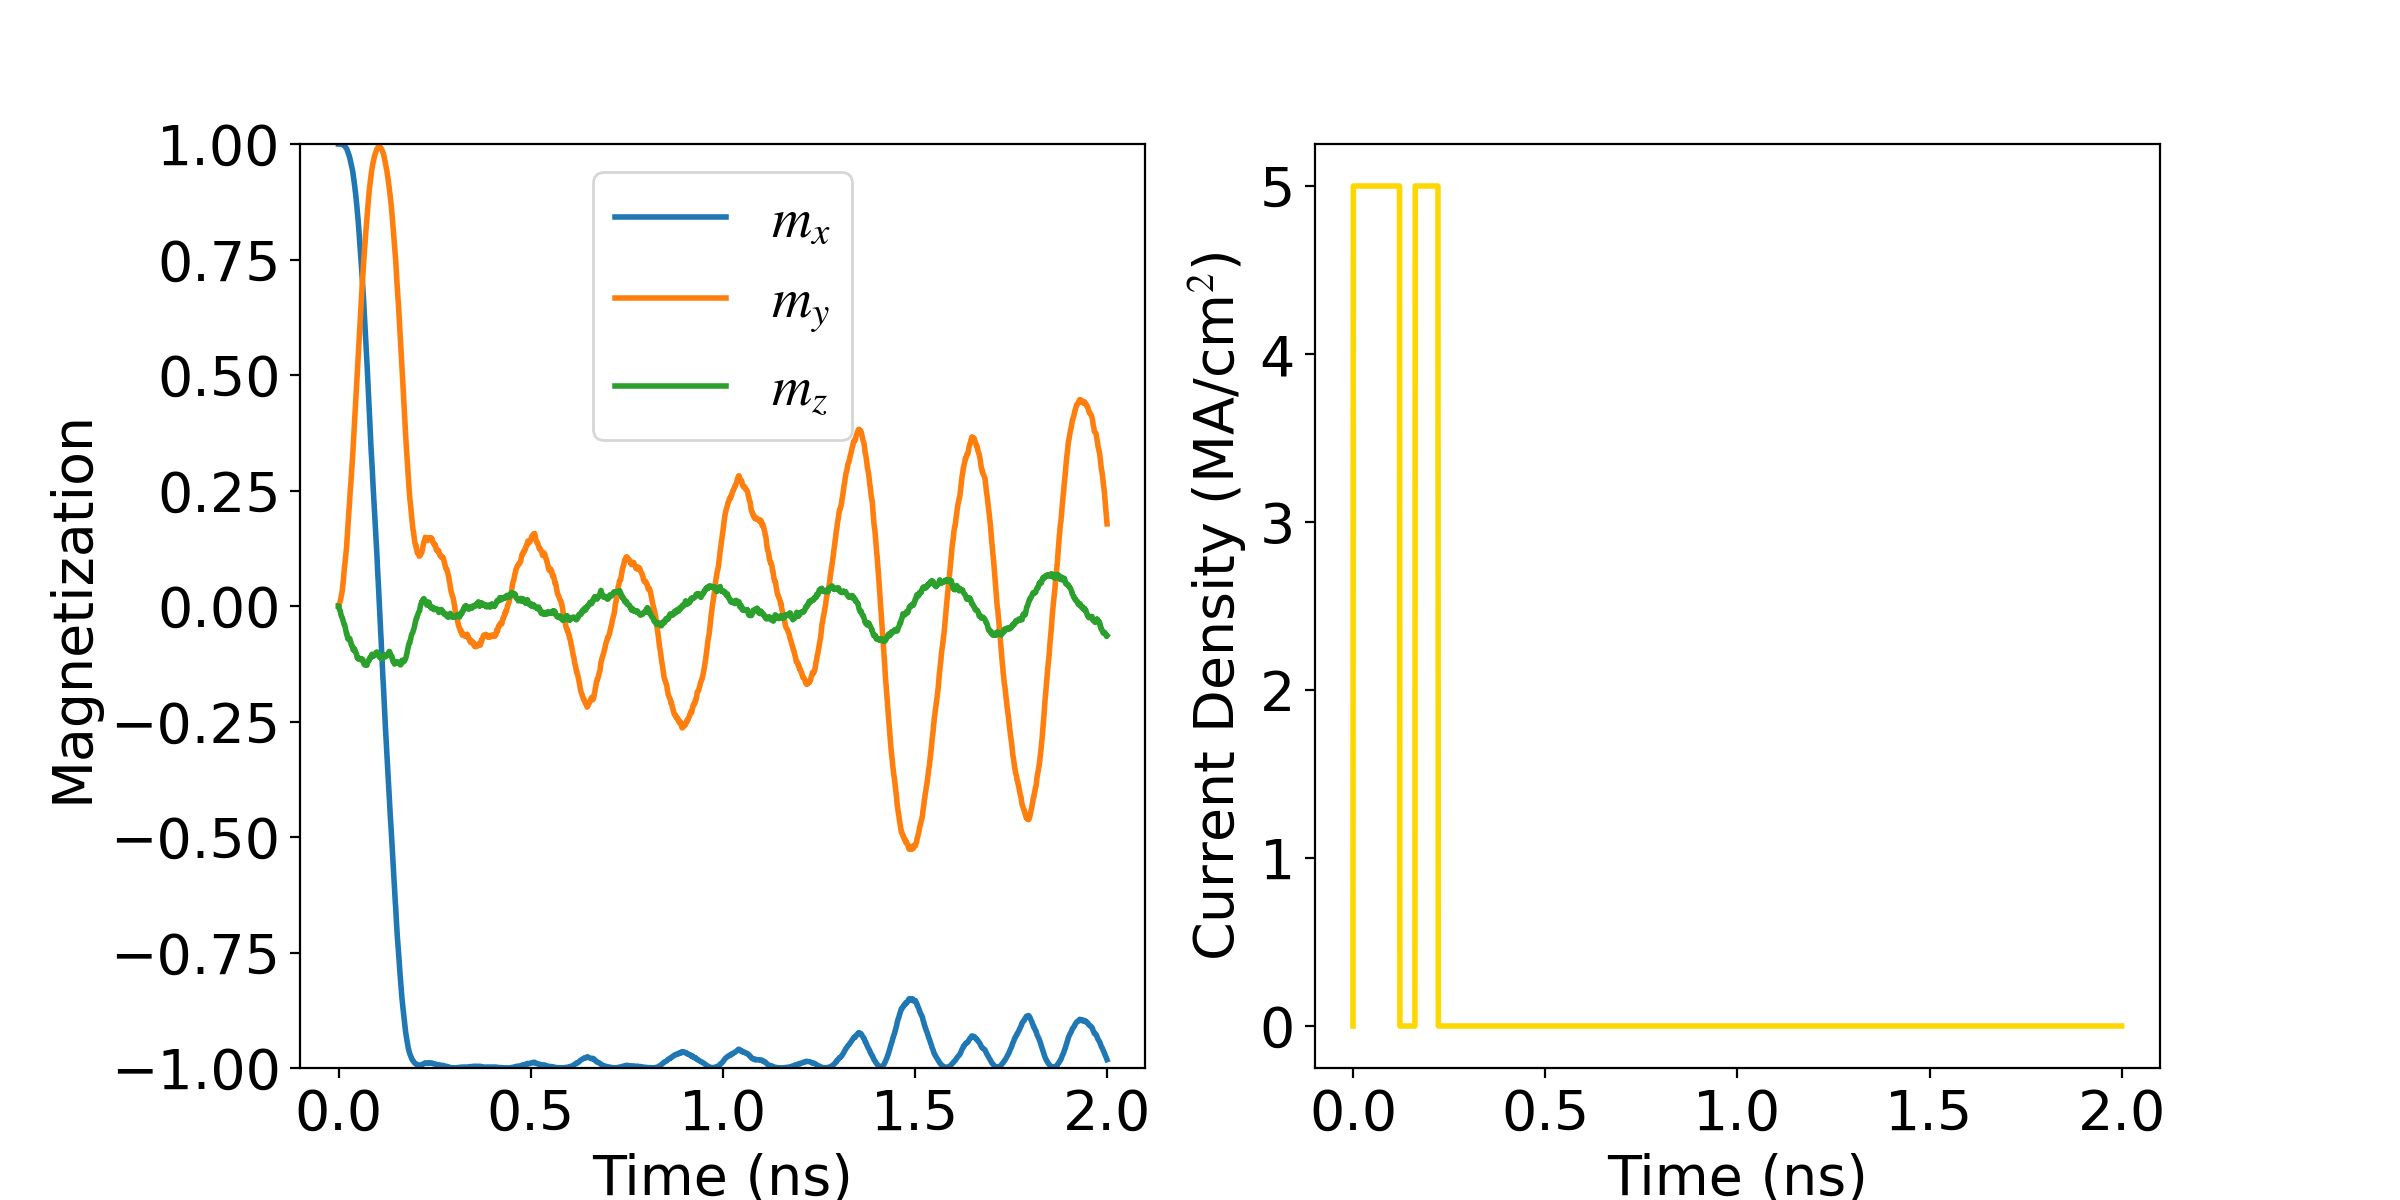 1.00
0.75
0.50
0.25
0.00
−0.25
−0.50
−0.75
−1.00
Magnetization
m_x
m_y
m_z
0.0 0.5 1.0 1.5 2.0
Time (ns)
5
4
3
2
1
0
Current Density (MA/cm²)
0.0 0.5 1.0 1.5 2.0
Time (ns)